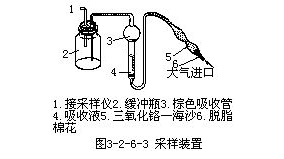 1
2
3
4
5
6
大气进口
1.接采样仪2.缓冲瓶3.棕色吸收管
4.吸收液5.三氧化铬—海沙6.脱脂
棉花
图3-2-6-3 采样装置